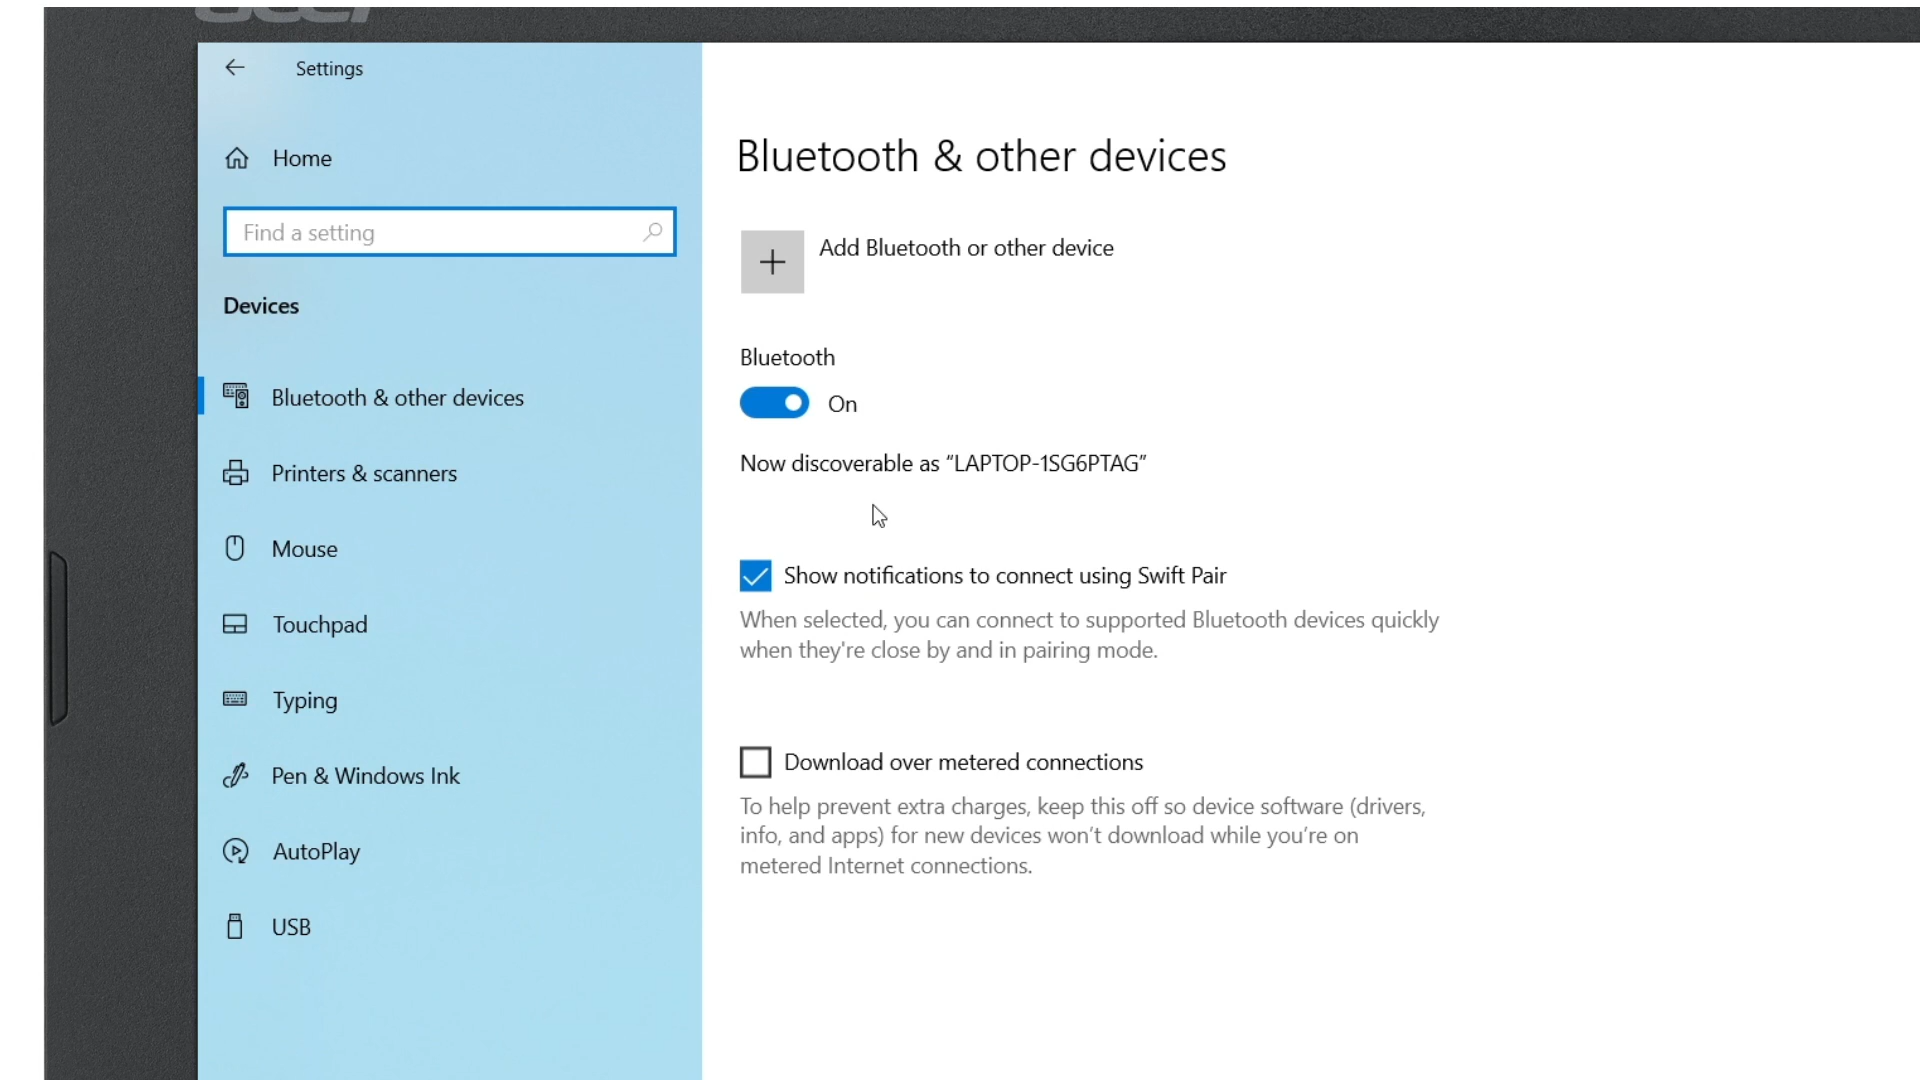 acer
Settings
Home
Find a setting
Devices
Bluetooth & other devices
Printers & scanners
Mouse
Touchpad
Typing
Pen & Windows Ink
AutoPlay
USB
Bluetooth & other devices
Add Bluetooth or other device
Bluetooth
On
Now discoverable as “LAPTOP-1SG6PTAG”
Show notifications to connect using Swift Pair
When selected, you can connect to supported Bluetooth devices quickly
when they're close by and in pairing mode.
Download over metered connections
To help prevent extra charges, keep this off so device software (drivers,
info, and apps) for new devices won’t download while you’re on
metered Internet connections.